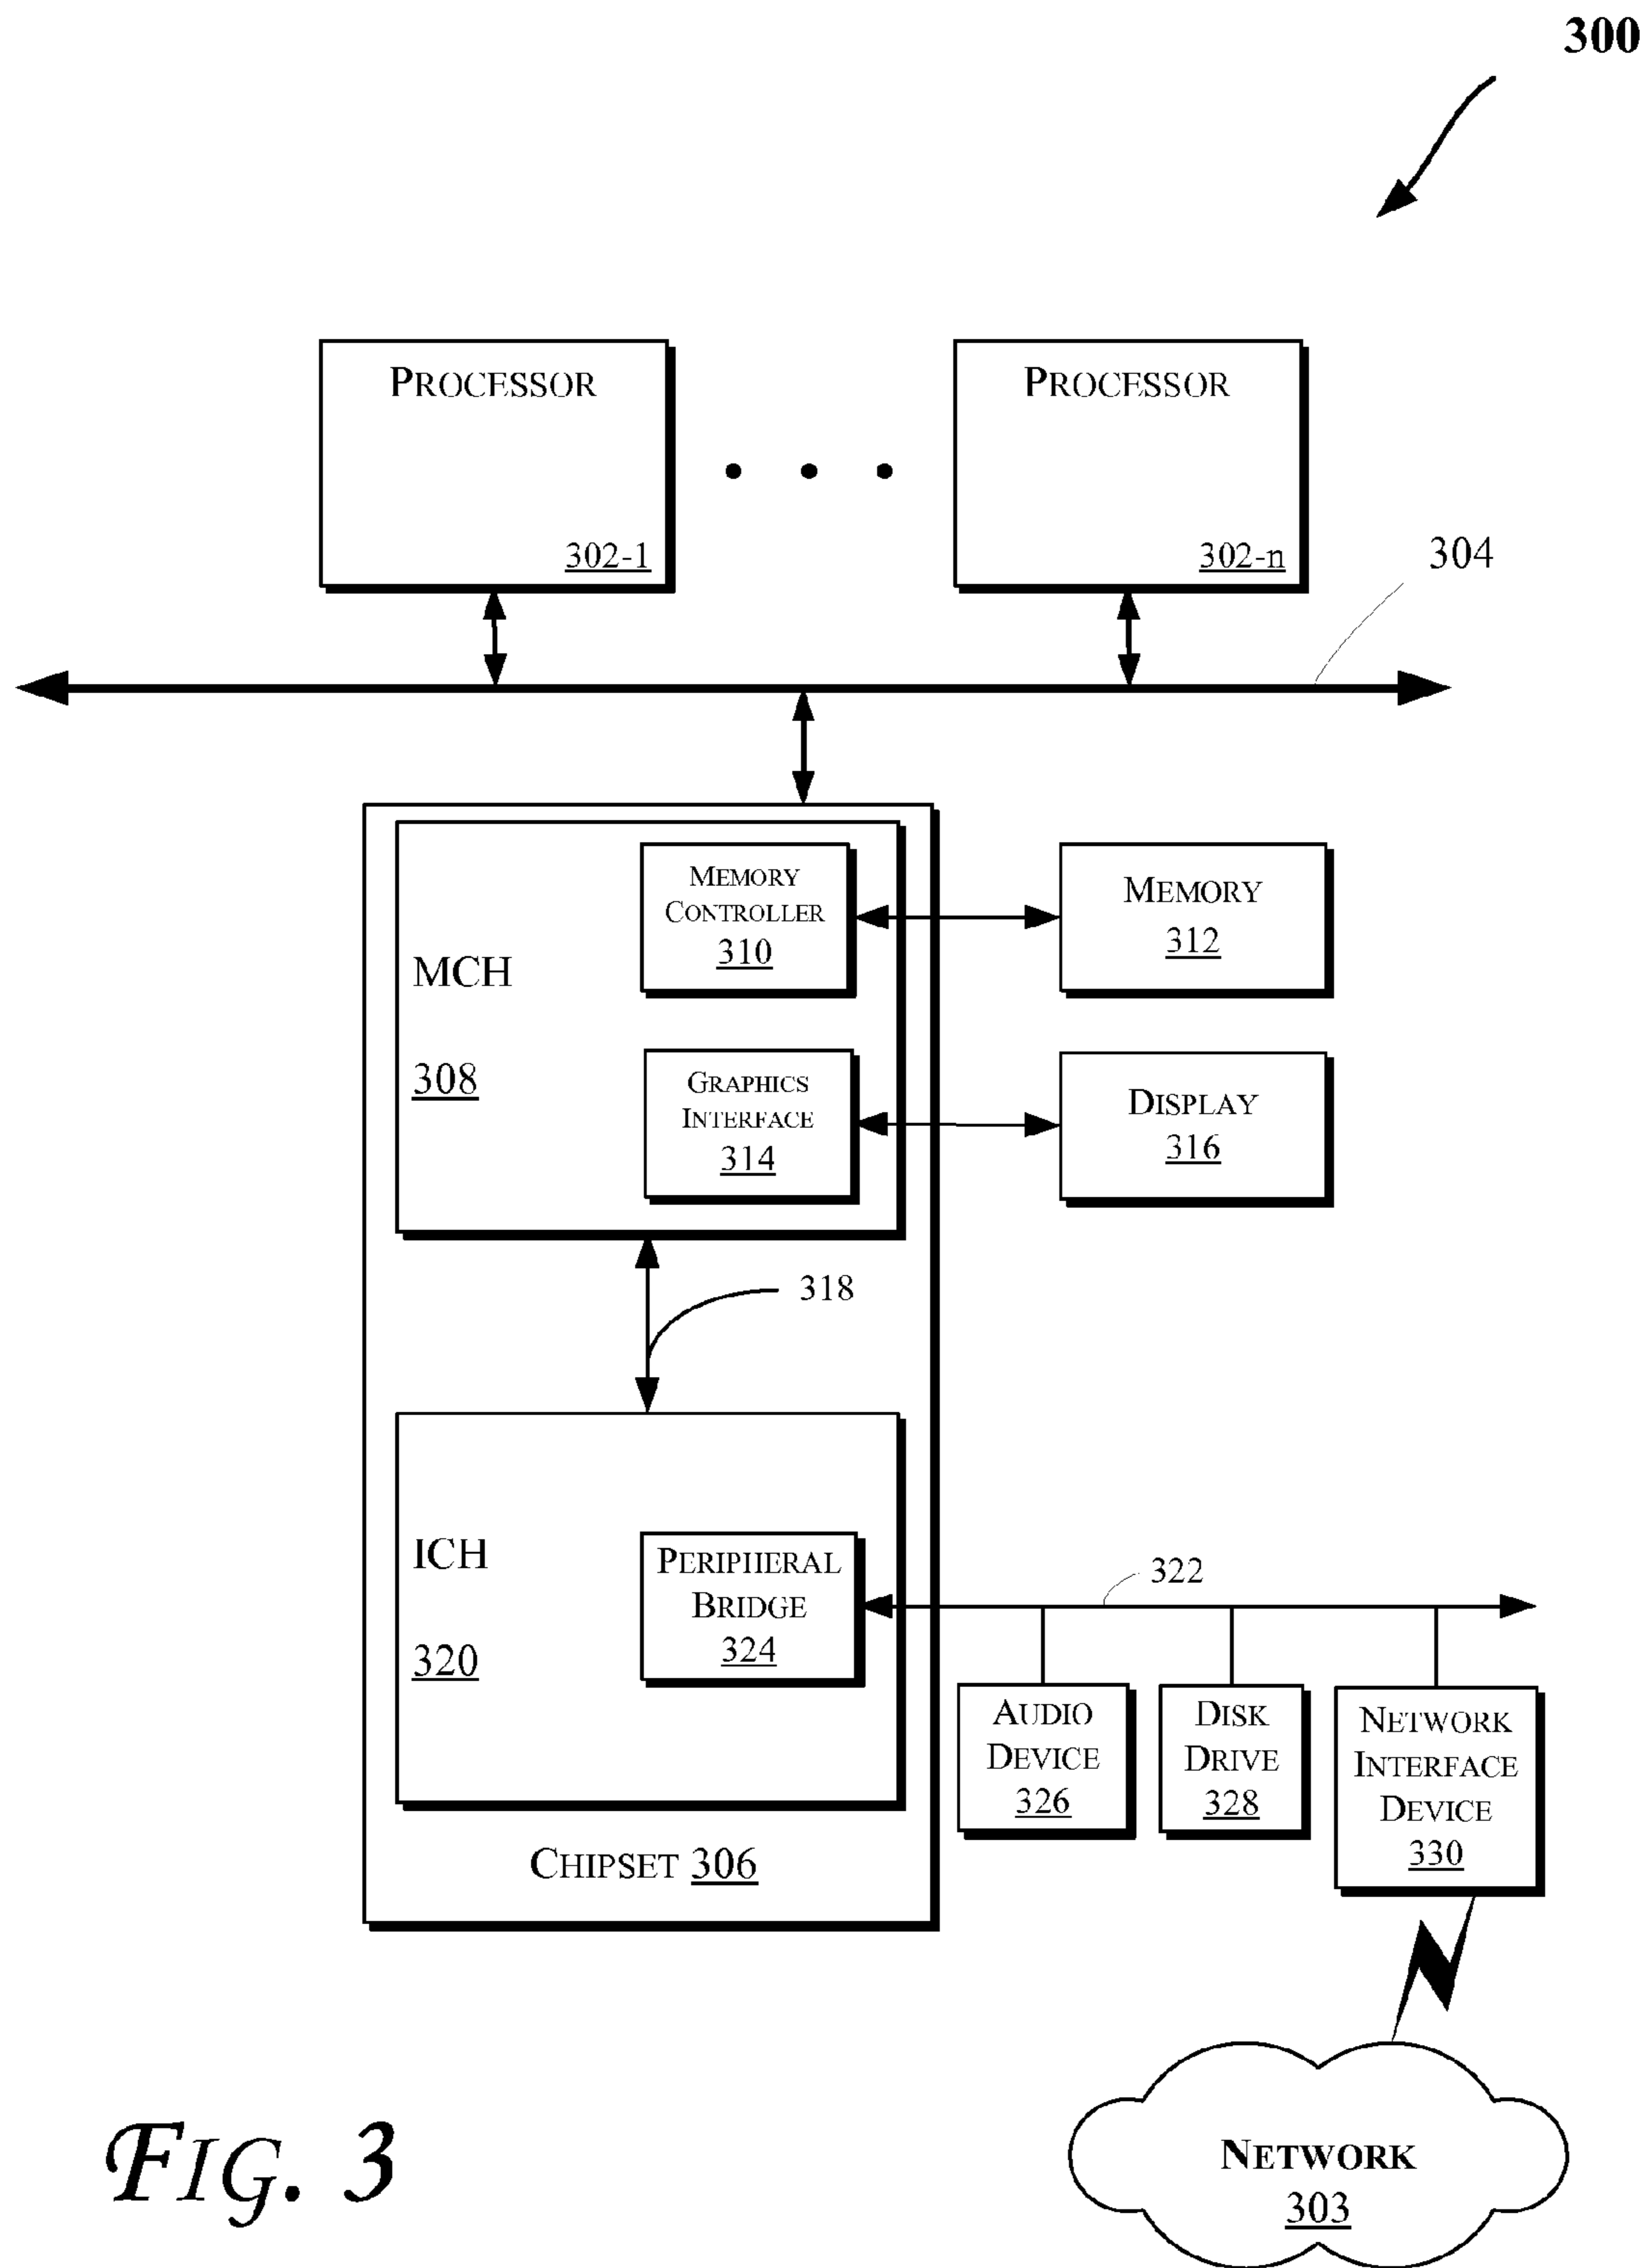 300
PROCESSOR
302-1
PROCESSOR
302-n
304
MEMORY
CONTROLLER
310
MEMORY
312
MCH
308
GRAPHICS
INTERFACE
314
DISPLAY
316
318
ICH
320
PERIPHERAL
BRIDGE
324
322
AUDIO
DEVICE
326
DISK
DRIVE
328
NETWORK
INTERFACE
DEVICE
330
CHIPSET 306
NETWORK
303
FIG. 3